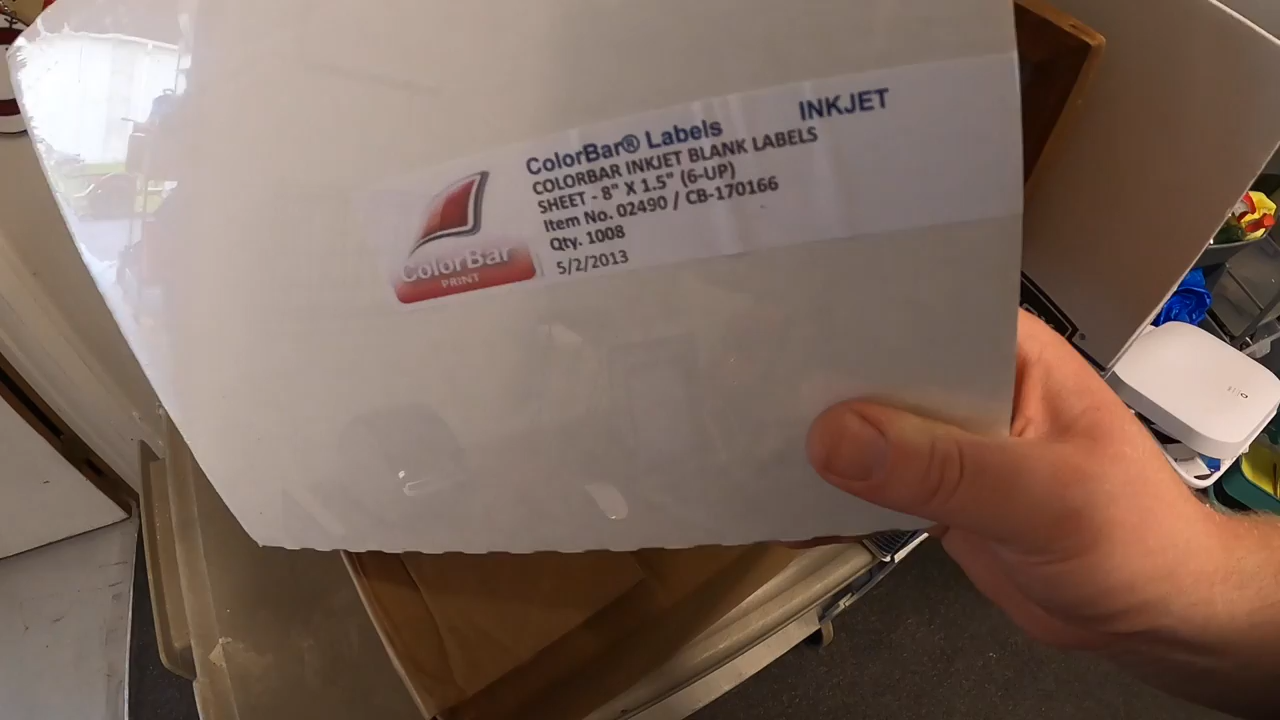 ColorBar® Labels INKJET
COLORBAR INKJET BLANK LABELS
SHEET - 8" X 1.5" (6-UP)
Item No. 02490 / CB-170166
Qty. 1008
5/2/2013
ColorBar
PRINT